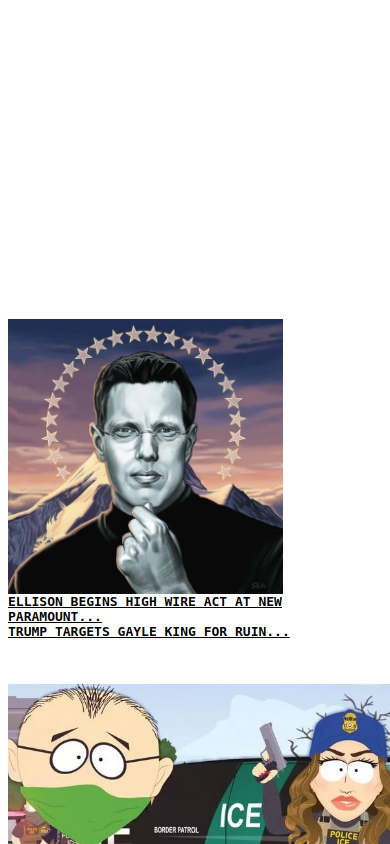 ELLISON BEGINS HIGH WIRE ACT AT NEW
PARAMOUNT...
TRUMP TARGETS GAYLE KING FOR RUIN...
ICE
BORDER PATROL
POLICE
ICE